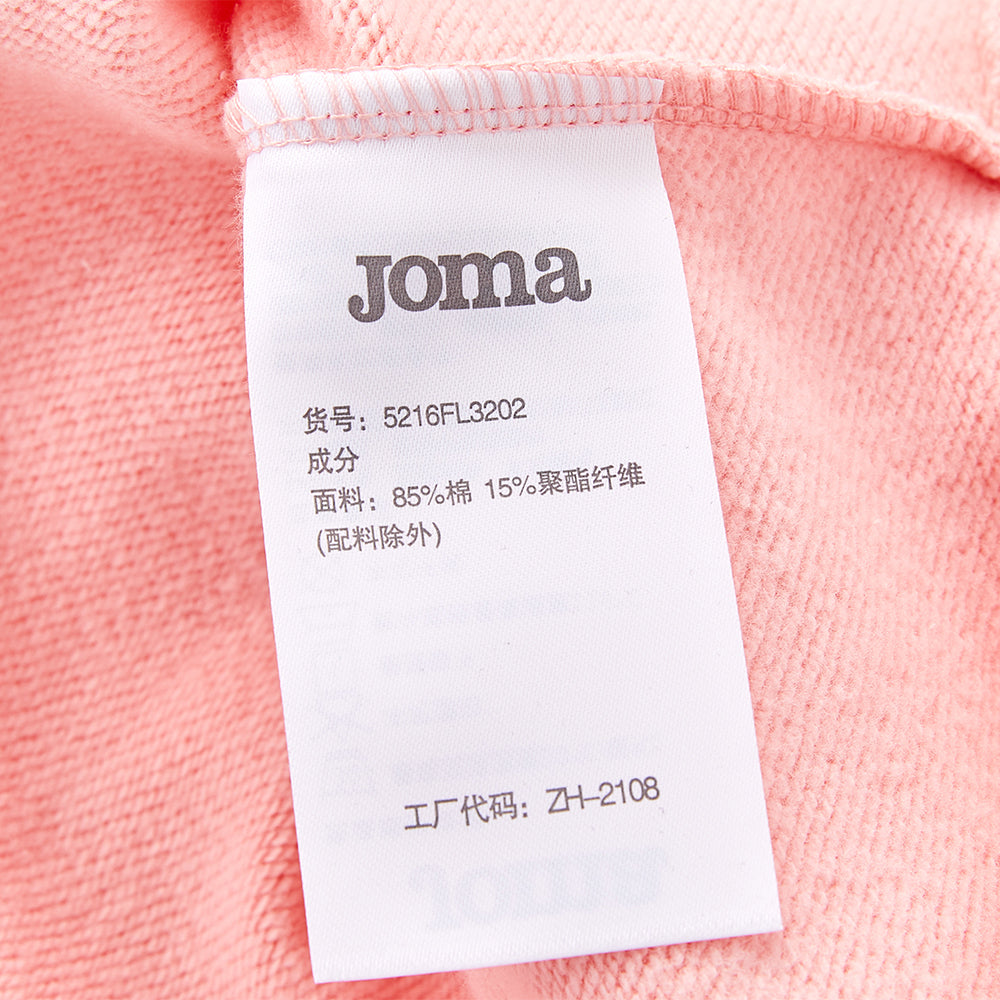 Joma
货号：5216FL3202
成分
面料：85%棉 15%聚酯纤维
(配料除外)
工厂代码：ZH-2108